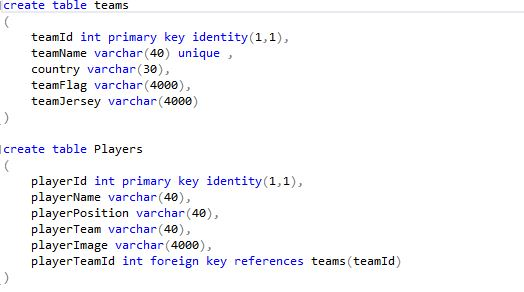 create table teams
(
teamId int primary key identity(1,1),
teamName varchar(40) unique ,
country varchar(30),
teamFlag varchar(4000),
teamJersey varchar(4000)
)
create table Players
(
playerId int primary key identity(1,1),
playerName varchar(40),
playerPosition varchar(40),
playerTeam varchar(40),
playerImage varchar(4000),
playerTeamId int foreign key references teams(teamId)
)